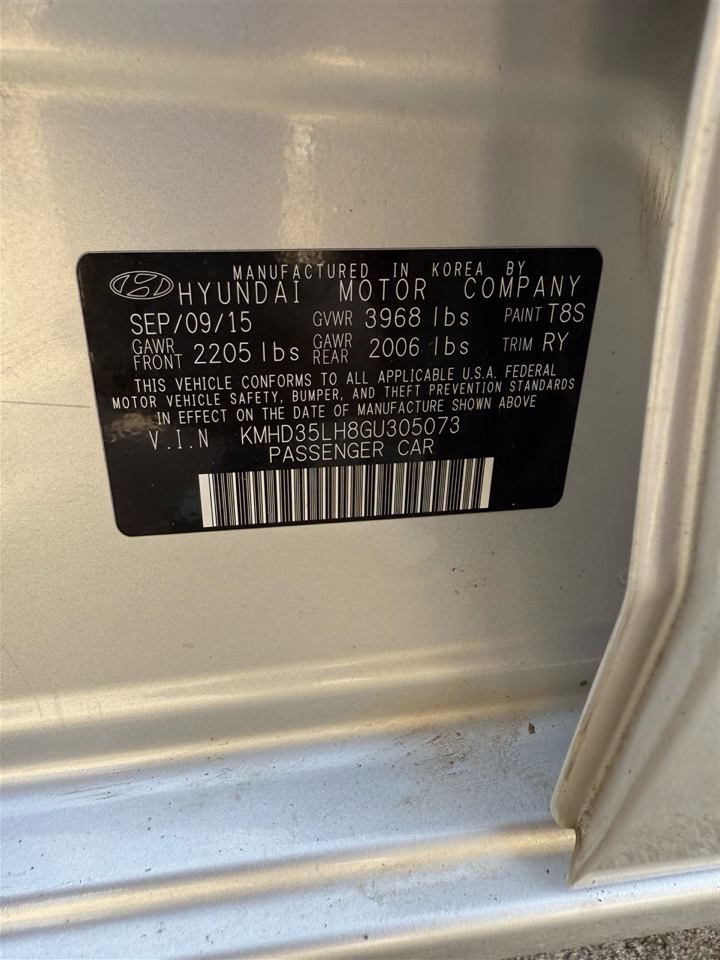 MANUFACTURED IN KOREA BY
HYUNDAI MOTOR COMPANY
SEP/09/15 GVWR 3968 lbs PAINT T8S
GAWR FRONT 2205 lbs GAWR REAR 2006 lbs TRIM RY
THIS VEHICLE CONFORMS TO ALL APPLICABLE U.S.A. FEDERAL
MOTOR VEHICLE SAFETY, BUMPER, AND THEFT PREVENTION STANDARDS
IN EFFECT ON THE DATE OF MANUFACTURE SHOWN ABOVE
V.I.N KMHD35LH8GU305073
PASSENGER CAR